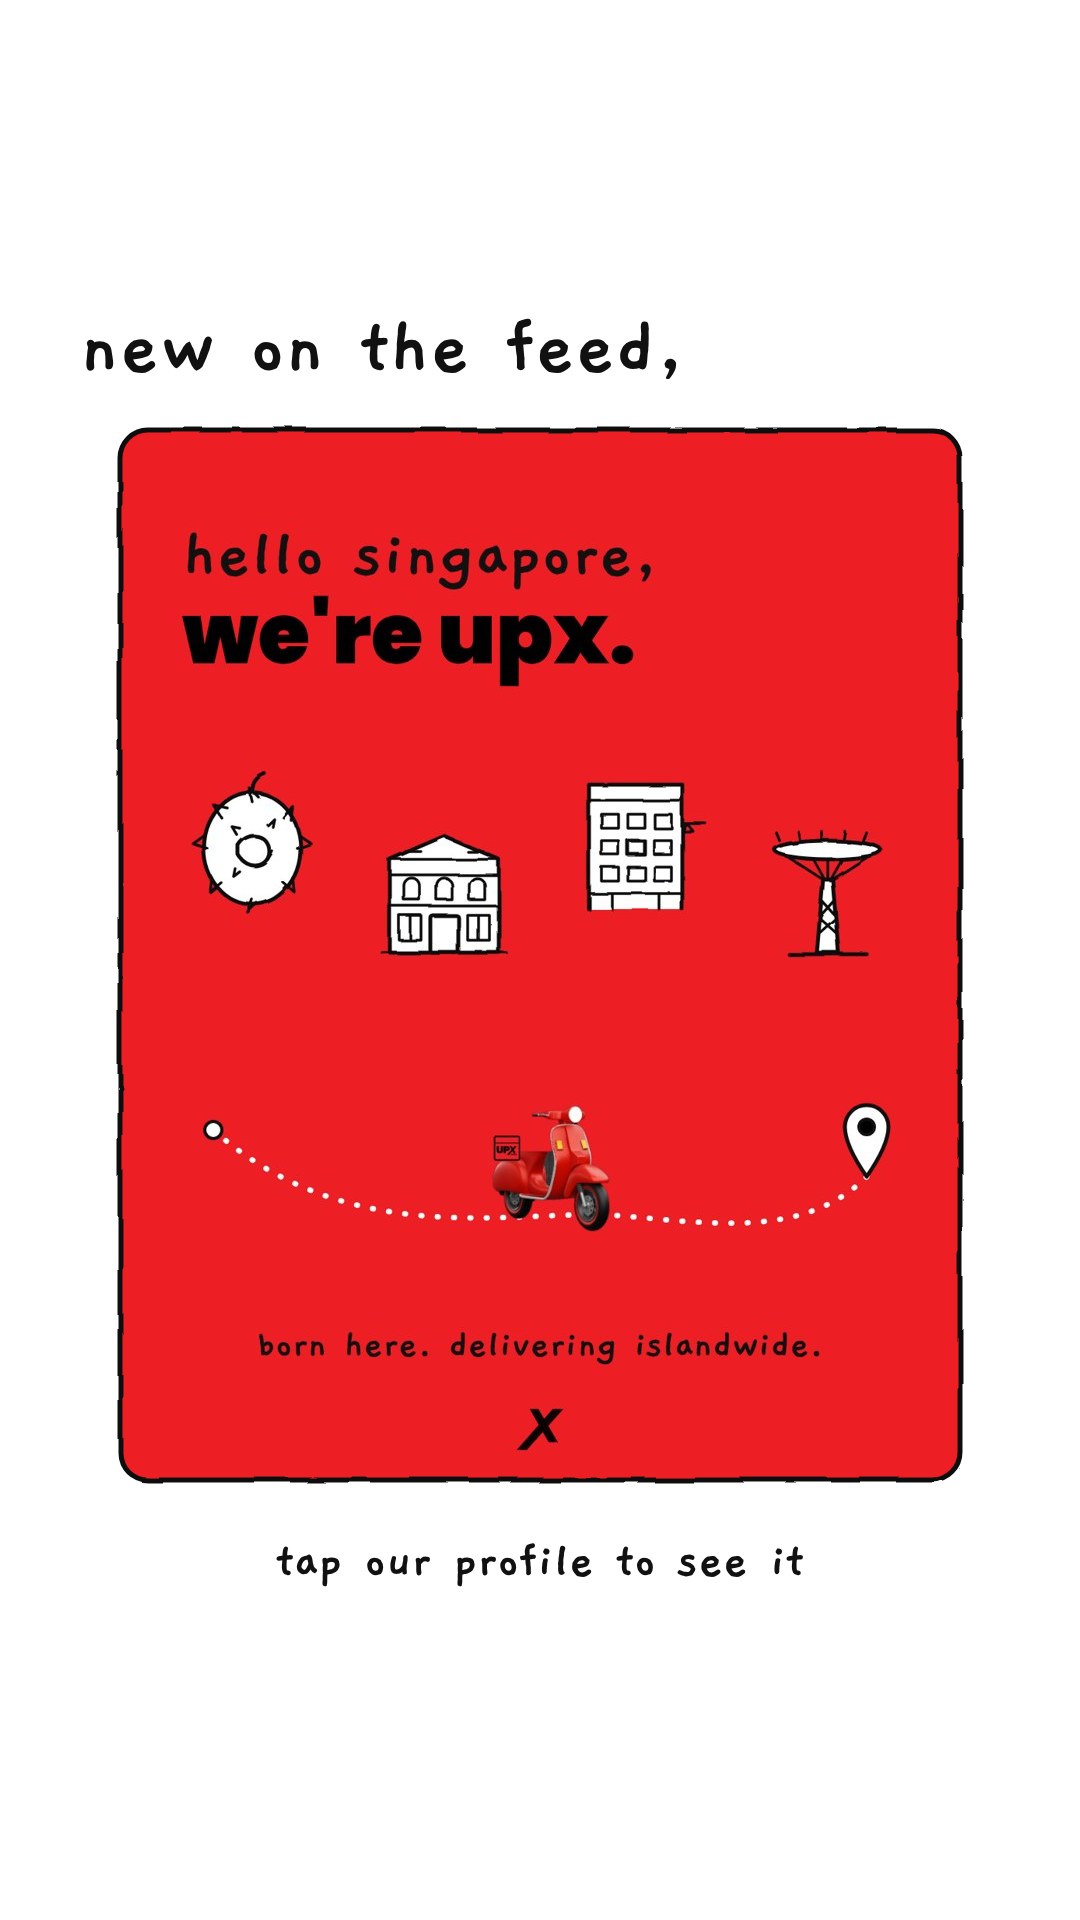 new on the feed,
hello singapore,
we're upx.
UPX
born here. delivering islandwide.
X
tap our profile to see it